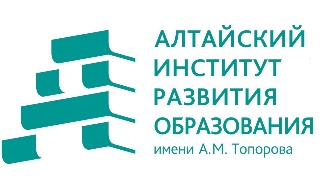 АЛТАЙСКИЙ
ИНСТИТУТ
РАЗВИТИЯ
ОБРАЗОВАНИЯ
имени А.М. Топорова